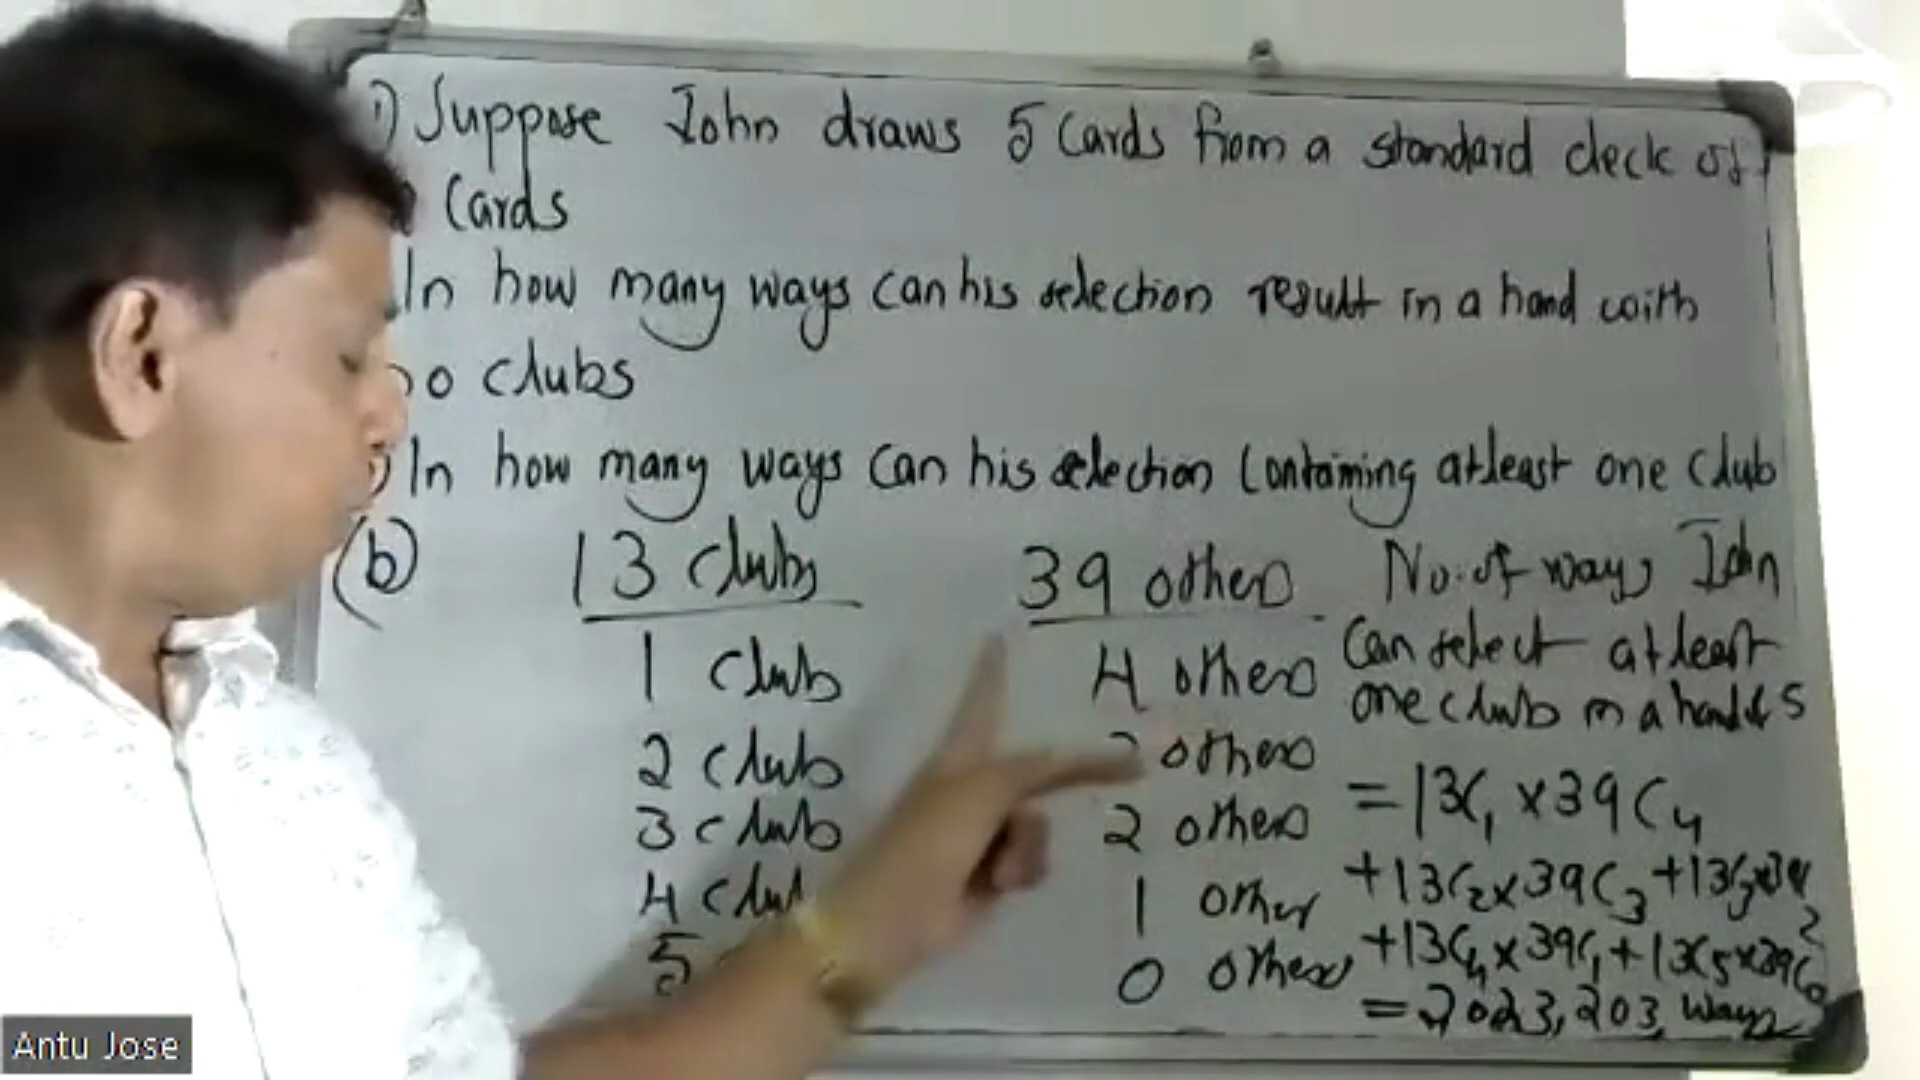 1) Suppose John draws 5 Cards from a standard deck of
Cards
In how many ways can his selection result in a hand with
clubs
In how many ways can his selection Containing atleast one club
(b) 13 clubs 39 others No. of ways John
1 Club 4 others Can select atleast
one club in a hand of 5
2 Club others
= 13C1 x 39C4
3 club 2 others
+ 13C2 x 39C3 + 13C3 x 39
2
4 1 other
+ 13C4 x 39C1 + 13C5 x 39C0
5 0 others
= 2023,203 ways
Antu Jose